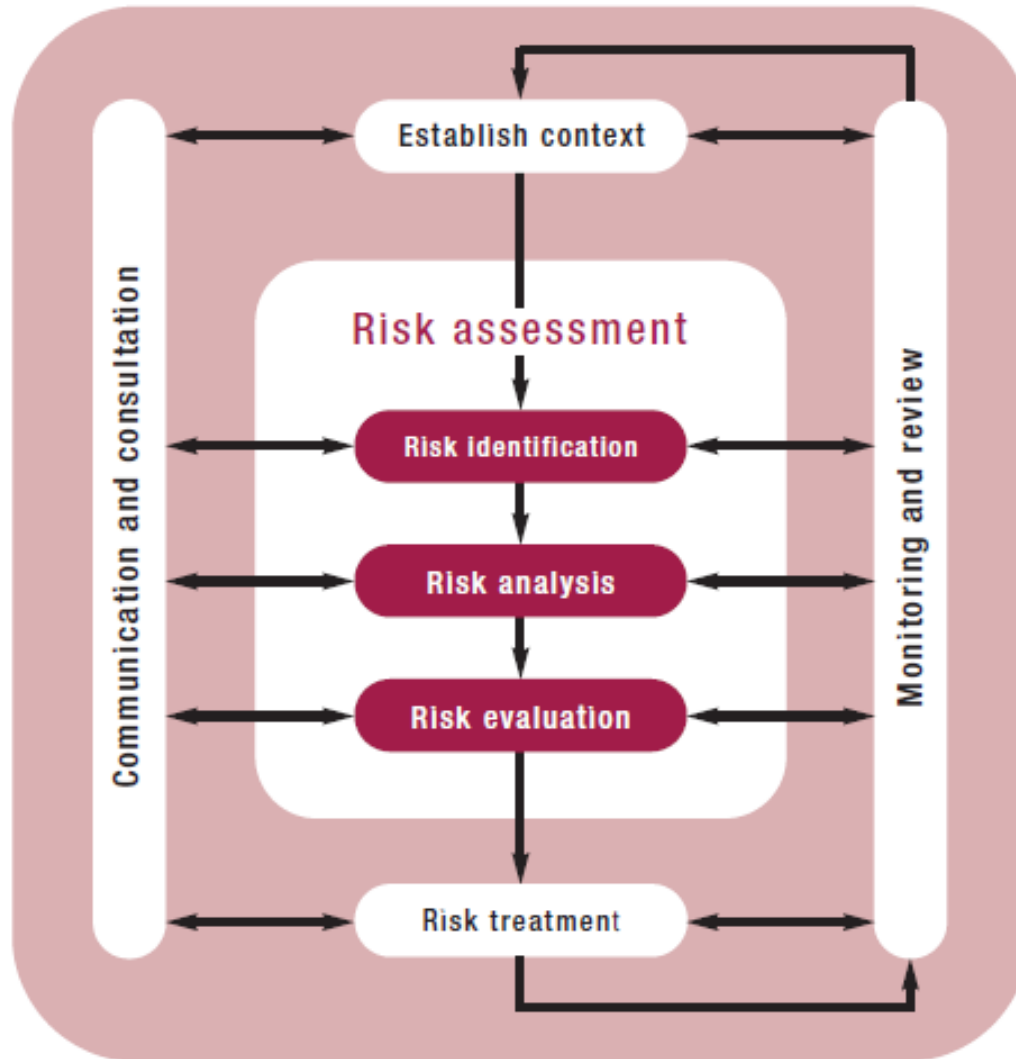 Establish context
Communication and consultation
Risk assessment
Risk identification
Risk analysis
Risk evaluation
Monitoring and review
Risk treatment